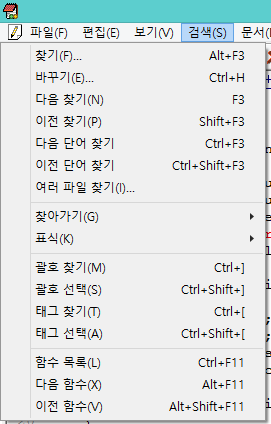 파일(F) 편집(E) 보기(V) 검색(S) 문서(
찾기(F)... Alt+F3
바꾸기(E)... Ctrl+H
다음 찾기(N) F3
이전 찾기(P) Shift+F3
다음 단어 찾기 Ctrl+F3
이전 단어 찾기 Ctrl+Shift+F3
여러 파일 찾기(I)...
찾아가기(G)
표식(K)
괄호 찾기(M) Ctrl+]
괄호 선택(S) Ctrl+Shift+]
태그 찾기(T) Ctrl+[
태그 선택(A) Ctrl+Shift+[
함수 목록(L) Ctrl+F11
다음 함수(X) Alt+F11
이전 함수(V) Alt+Shift+F11